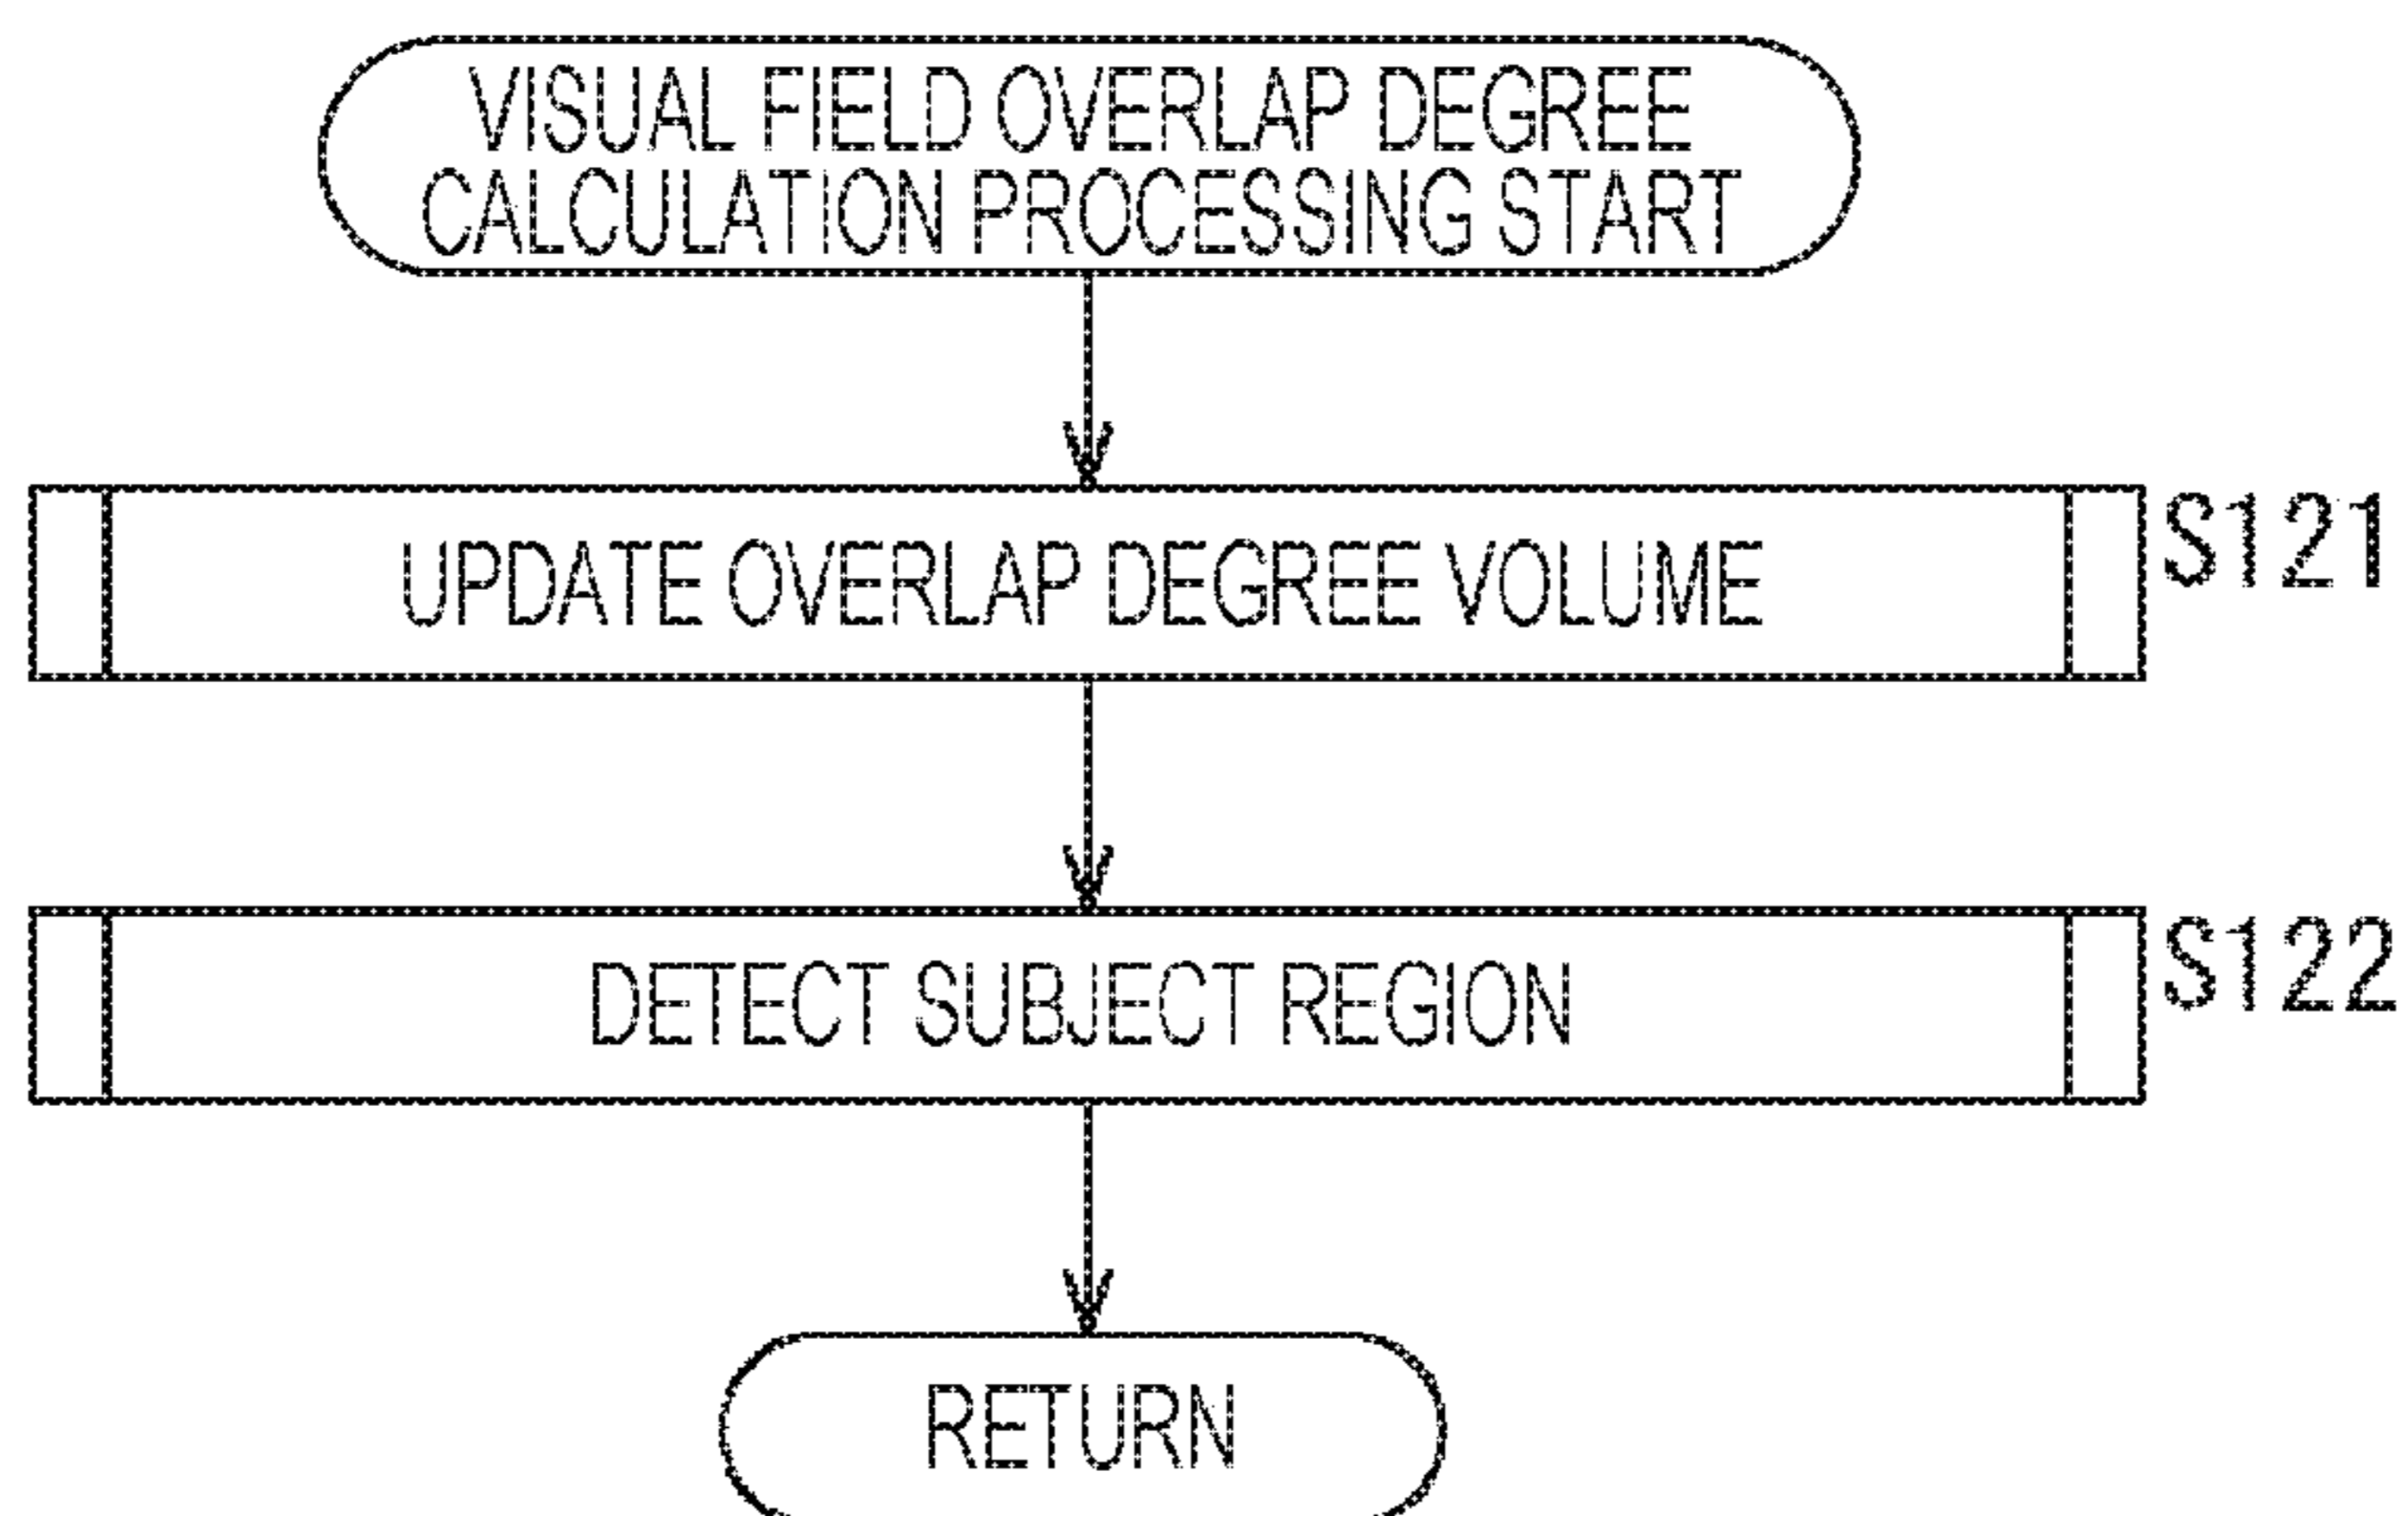 VISUAL FIELD OVERLAP DEGREE
CALCULATION PROCESSING START
UPDATE OVERLAP DEGREE VOLUME
S121
DETECT SUBJECT REGION
S122
RETURN